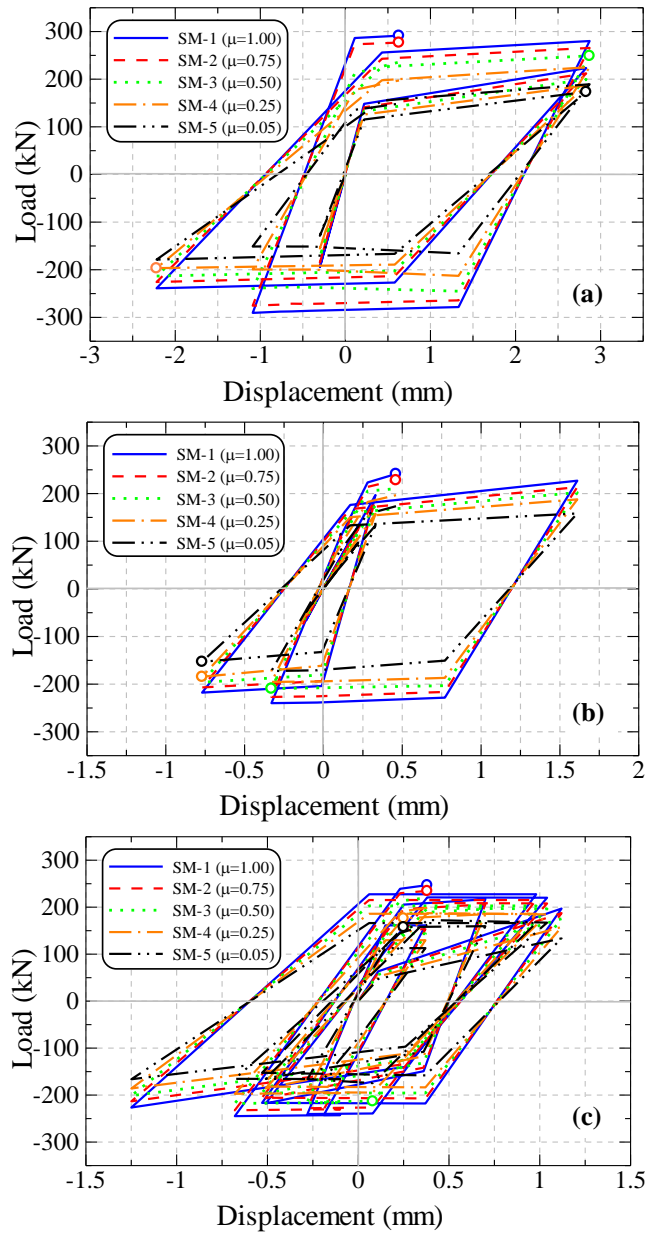 300
200
100
0
-100
-200
-300
Load (kN)
SM-1 (μ=1.00)
SM-2 (μ=0.75)
SM-3 (μ=0.50)
SM-4 (μ=0.25)
SM-5 (μ=0.05)
(a)
-3 -2 -1 0 1 2 3
Displacement (mm)
300
200
100
0
-100
-200
-300
Load (kN)
SM-1 (μ=1.00)
SM-2 (μ=0.75)
SM-3 (μ=0.50)
SM-4 (μ=0.25)
SM-5 (μ=0.05)
(b)
-1.5 -1 -0.5 0 0.5 1 1.5 2
Displacement (mm)
300
200
100
0
-100
-200
-300
Load (kN)
SM-1 (μ=1.00)
SM-2 (μ=0.75)
SM-3 (μ=0.50)
SM-4 (μ=0.25)
SM-5 (μ=0.05)
(c)
-1.5 -1 -0.5 0 0.5 1 1.5
Displacement (mm)